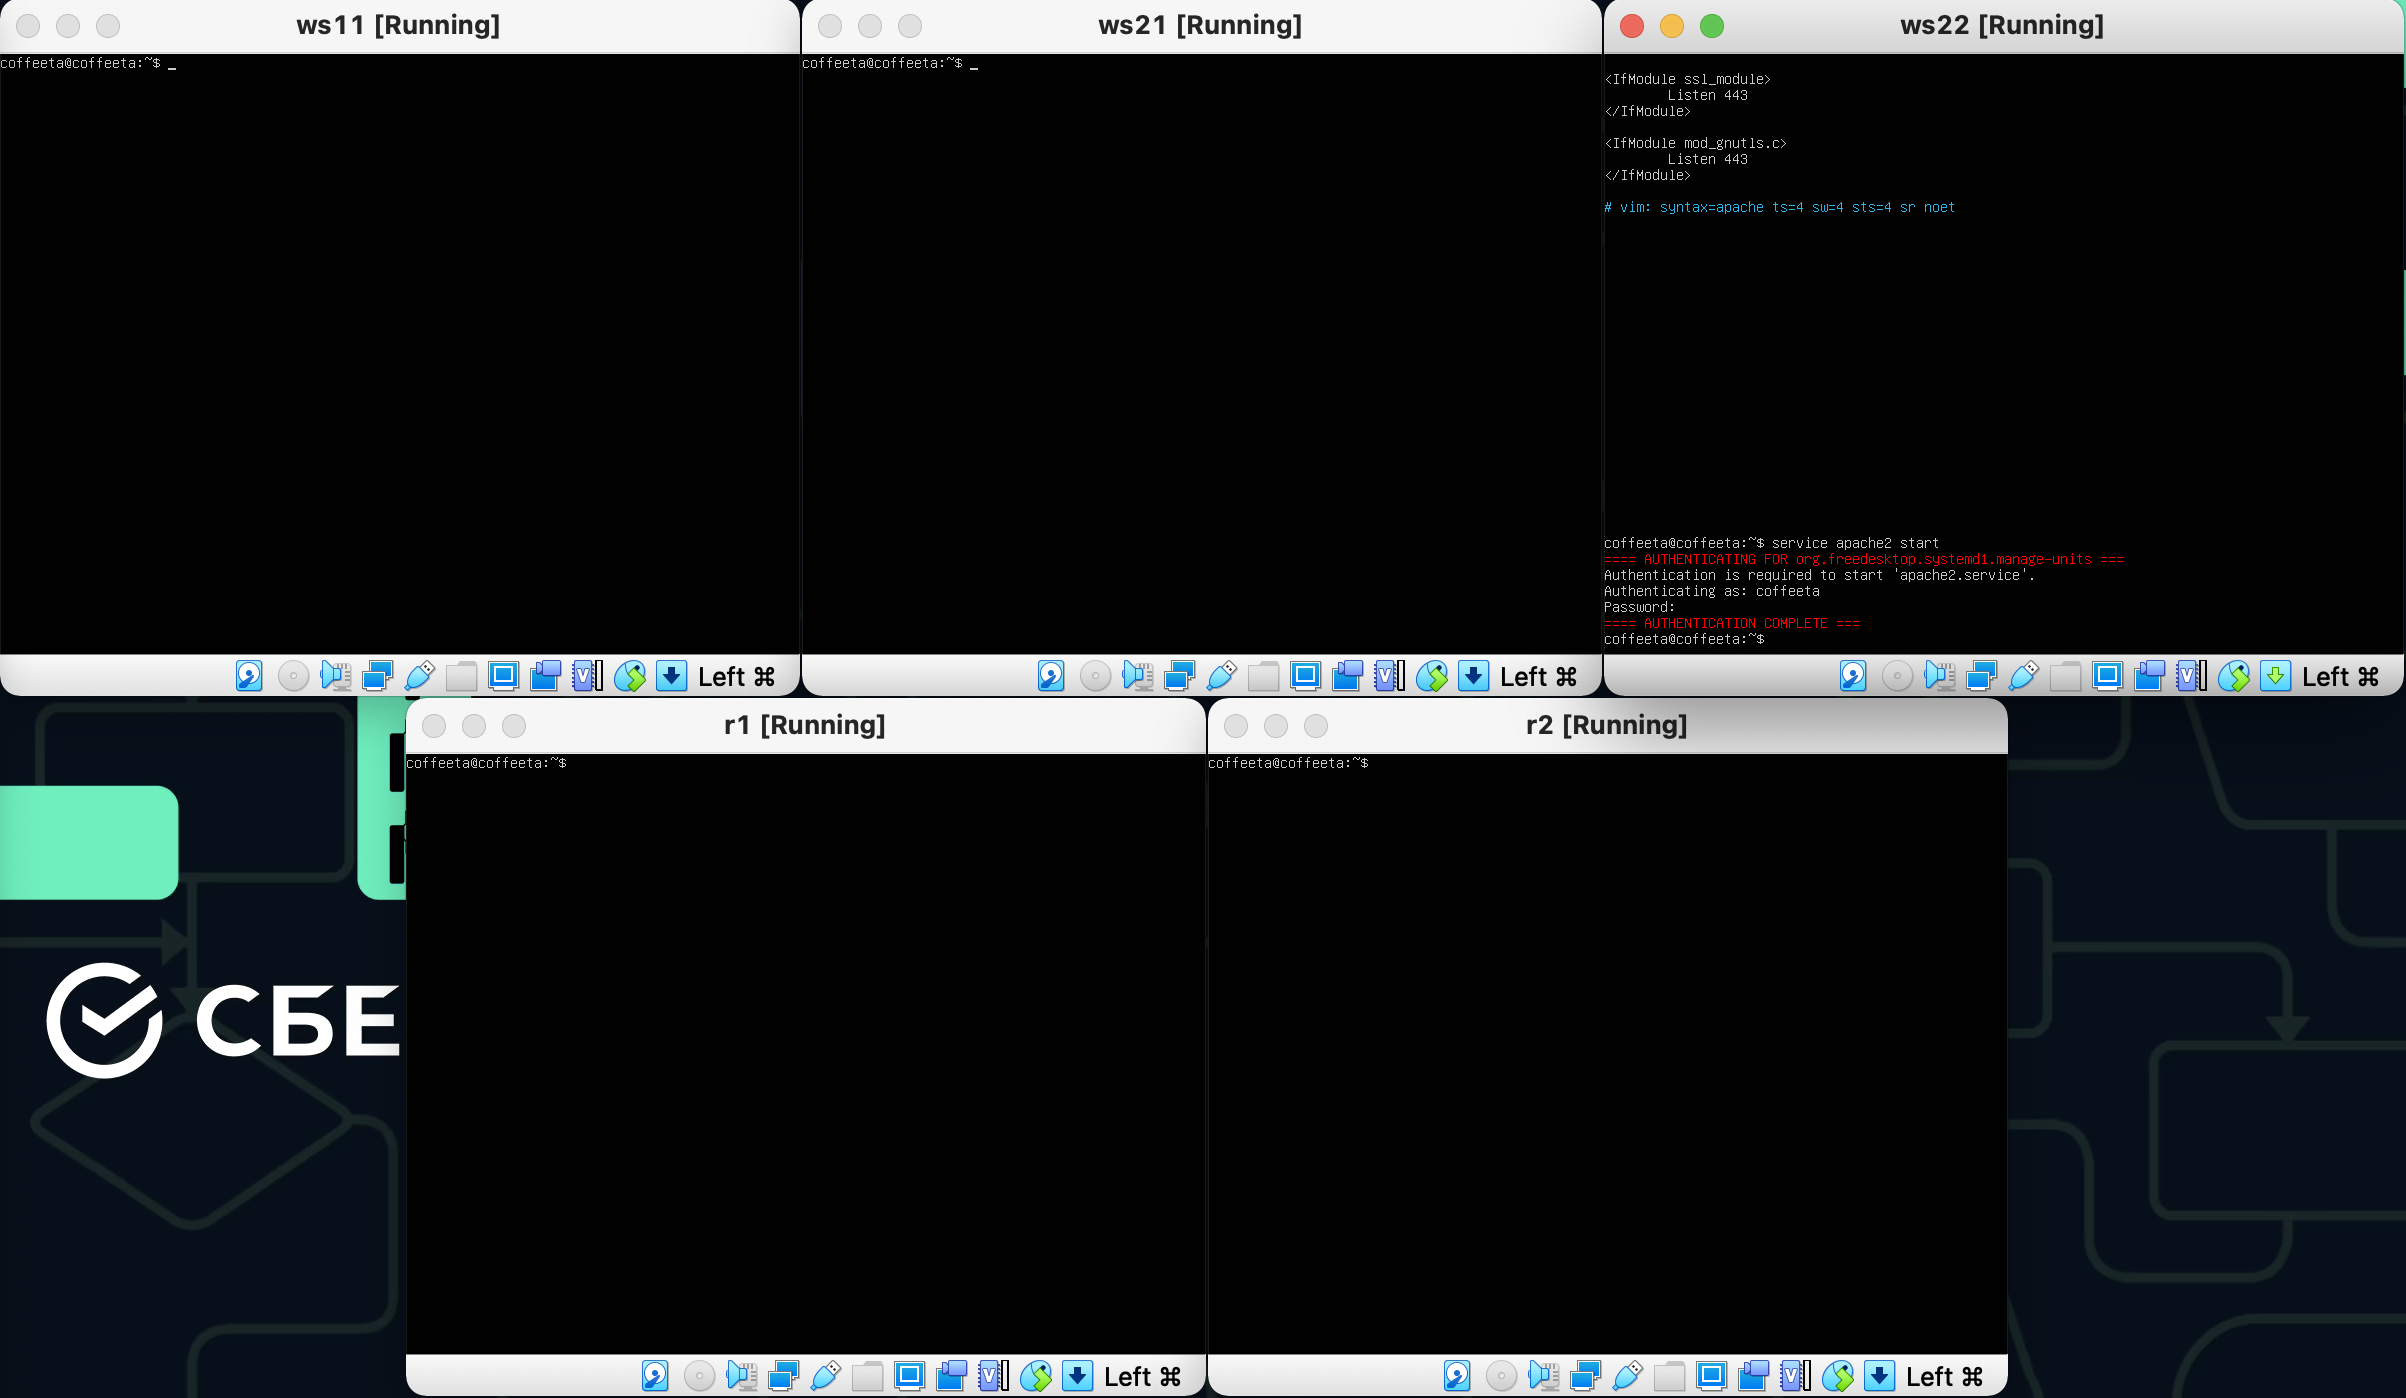 ws11 [Running]
coffeeta@coffeeta:~$ _
Left ⌘
ws21 [Running]
coffeeta@coffeeta:~$ _
Left ⌘
ws22 [Running]
<IfModule ssl_module>
Listen 443
</IfModule>
<IfModule mod_gnutls.c>
Listen 443
</IfModule>
# vim: syntax=apache ts=4 sw=4 sts=4 sr noet
coffeeta@coffeeta:~$ service apache2 start
==== AUTHENTICATING FOR org.freedesktop.systemd1.manage-units ===
Authentication is required to start 'apache2.service'.
Authenticating as: coffeeta
Password:
==== AUTHENTICATION COMPLETE ===
coffeeta@coffeeta:~$
Left ⌘
r1 [Running]
coffeeta@coffeeta:~$
Left ⌘
r2 [Running]
coffeeta@coffeeta:~$
Left ⌘
СБЕ